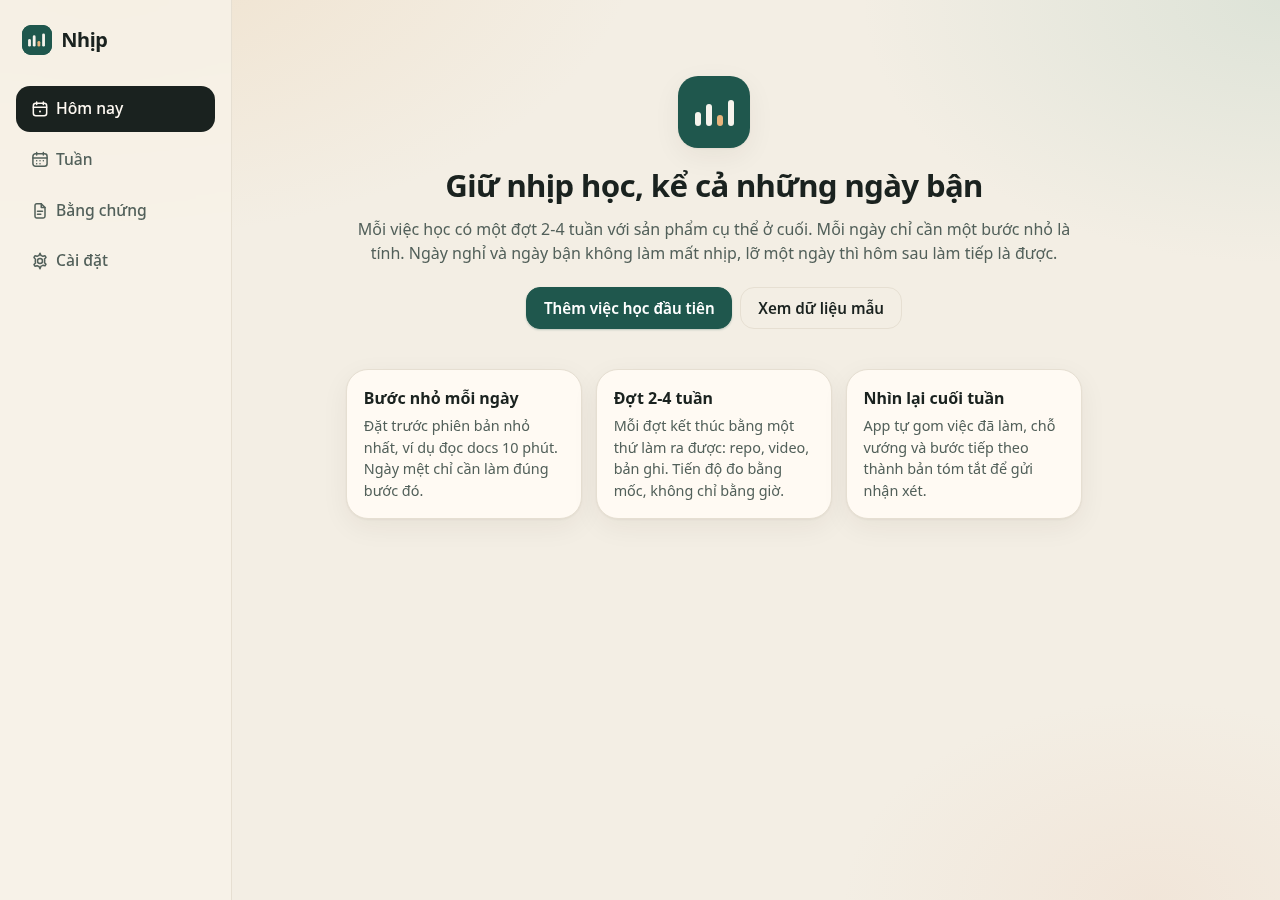 Nhịp
Hôm nay
Tuần
Bằng chứng
Cài đặt
Giữ nhịp học, kể cả những ngày bận
Mỗi việc học có một đợt 2-4 tuần với sản phẩm cụ thể ở cuối. Mỗi ngày chỉ cần một bước nhỏ là
tính. Ngày nghỉ và ngày bận không làm mất nhịp, lỡ một ngày thì hôm sau làm tiếp là được.
Thêm việc học đầu tiên
Xem dữ liệu mẫu
Bước nhỏ mỗi ngày
Đặt trước phiên bản nhỏ
nhất, ví dụ đọc docs 10 phút.
Ngày mệt chỉ cần làm đúng
bước đó.
Đợt 2-4 tuần
Mỗi đợt kết thúc bằng một
thứ làm ra được: repo, video,
bản ghi. Tiến độ đo bằng
mốc, không chỉ bằng giờ.
Nhìn lại cuối tuần
App tự gom việc đã làm, chỗ
vướng và bước tiếp theo
thành bản tóm tắt để gửi
nhận xét.